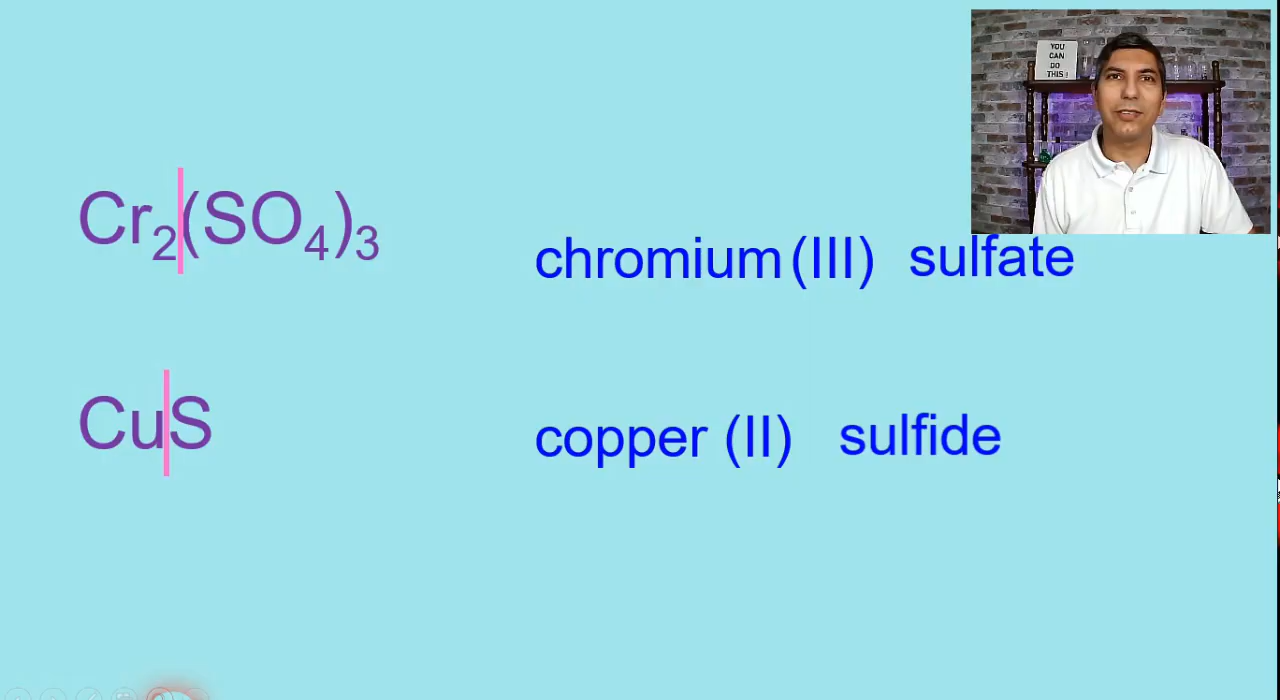 YOU
CAN
DO
THIS !
Cr₂(SO₄)₃
chromium (III) sulfate
CuS
copper (II) sulfide